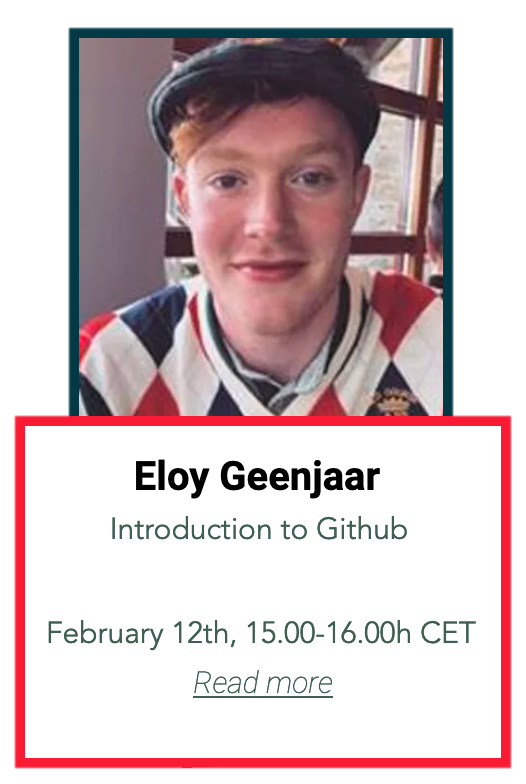 Eloy Geenjaar
Introduction to Github
February 12th, 15.00-16.00h CET
Read more